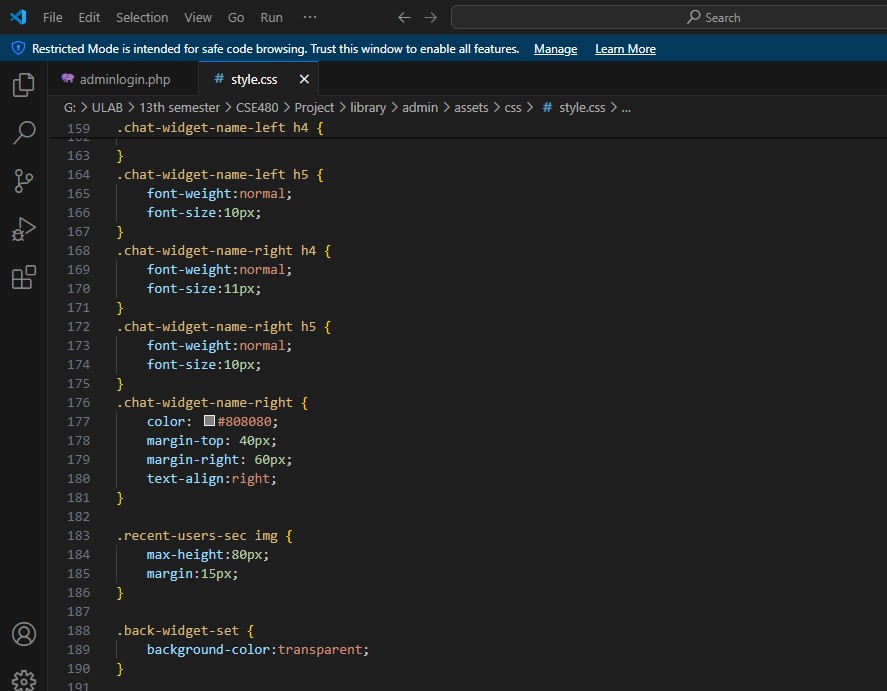 File Edit Selection View Go Run ··· Search
Restricted Mode is intended for safe code browsing. Trust this window to enable all features. Manage Learn More
adminlogin.php # style.css
G: > ULAB > 13th semester > CSE480 > Project > library > admin > assets > css > # style.css > ...
159 .chat-widget-name-left h4 {
162
163 }
164 .chat-widget-name-left h5 {
165 font-weight:normal;
166 font-size:10px;
167 }
168 .chat-widget-name-right h4 {
169 font-weight:normal;
170 font-size:11px;
171 }
172 .chat-widget-name-right h5 {
173 font-weight:normal;
174 font-size:10px;
175 }
176 .chat-widget-name-right {
177 color: #808080;
178 margin-top: 40px;
179 margin-right: 60px;
180 text-align:right;
181 }
182
183 .recent-users-sec img {
184 max-height:80px;
185 margin:15px;
186 }
187
188 .back-widget-set {
189 background-color:transparent;
190 }
191